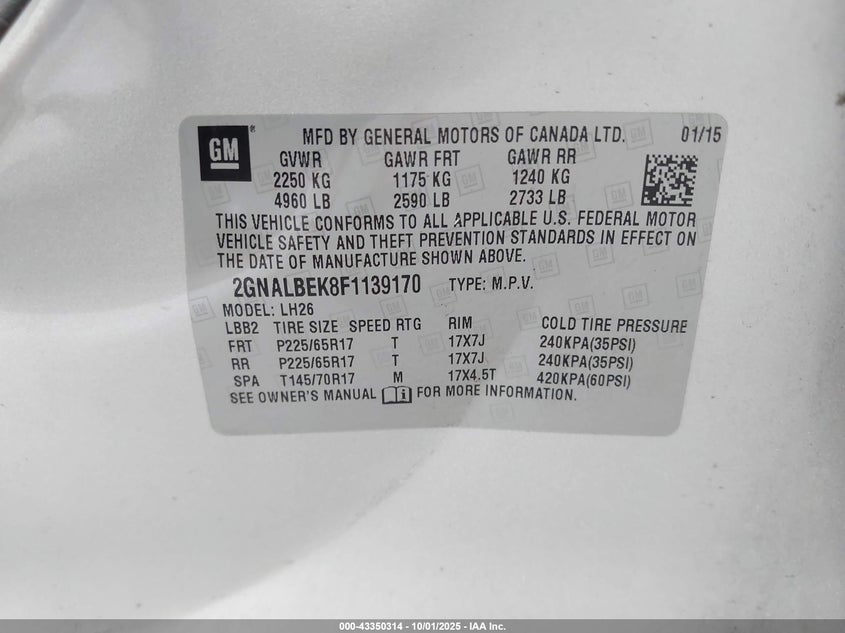 GM® MFD BY GENERAL MOTORS OF CANADA LTD. 01/15
GVWR GAWR FRT GAWR RR
2250 KG 1175 KG 1240 KG
4960 LB 2590 LB 2733 LB
THIS VEHICLE CONFORMS TO ALL APPLICABLE U.S. FEDERAL MOTOR
VEHICLE SAFETY AND THEFT PREVENTION STANDARDS IN EFFECT ON
THE DATE OF MANUFACTURE SHOWN ABOVE.
2GNALBEK8F1139170 TYPE: M.P.V.
MODEL: LH26
LBB2 TIRE SIZE SPEED RTG RIM COLD TIRE PRESSURE
FRT P225/65R17 T 17X7J 240KPA(35PSI)
RR P225/65R17 T 17X7J 240KPA(35PSI)
SPA T145/70R17 M 17X4.5T 420KPA(60PSI)
SEE OWNER'S MANUAL FOR MORE INFORMATION.
000-43350314 - 10/01/2025 - IAA Inc.